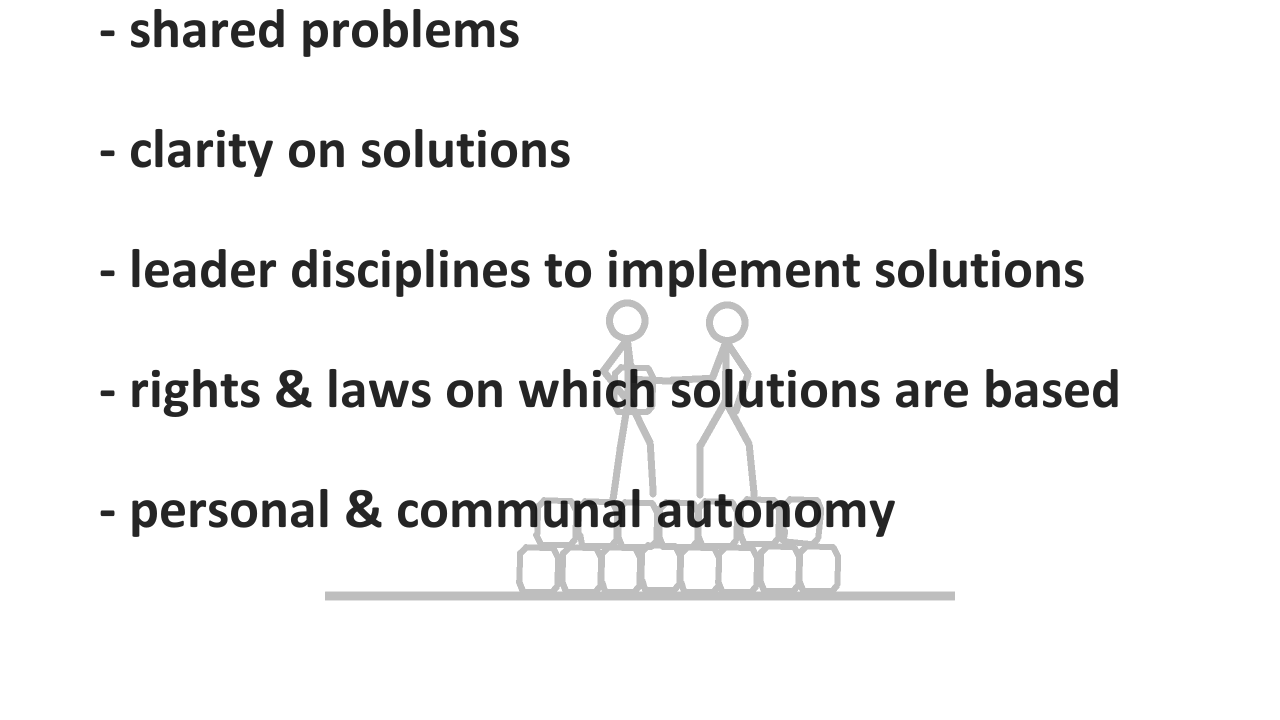 - shared problems
- clarity on solutions
- leader disciplines to implement solutions
- rights & laws on which solutions are based
- personal & communal autonomy